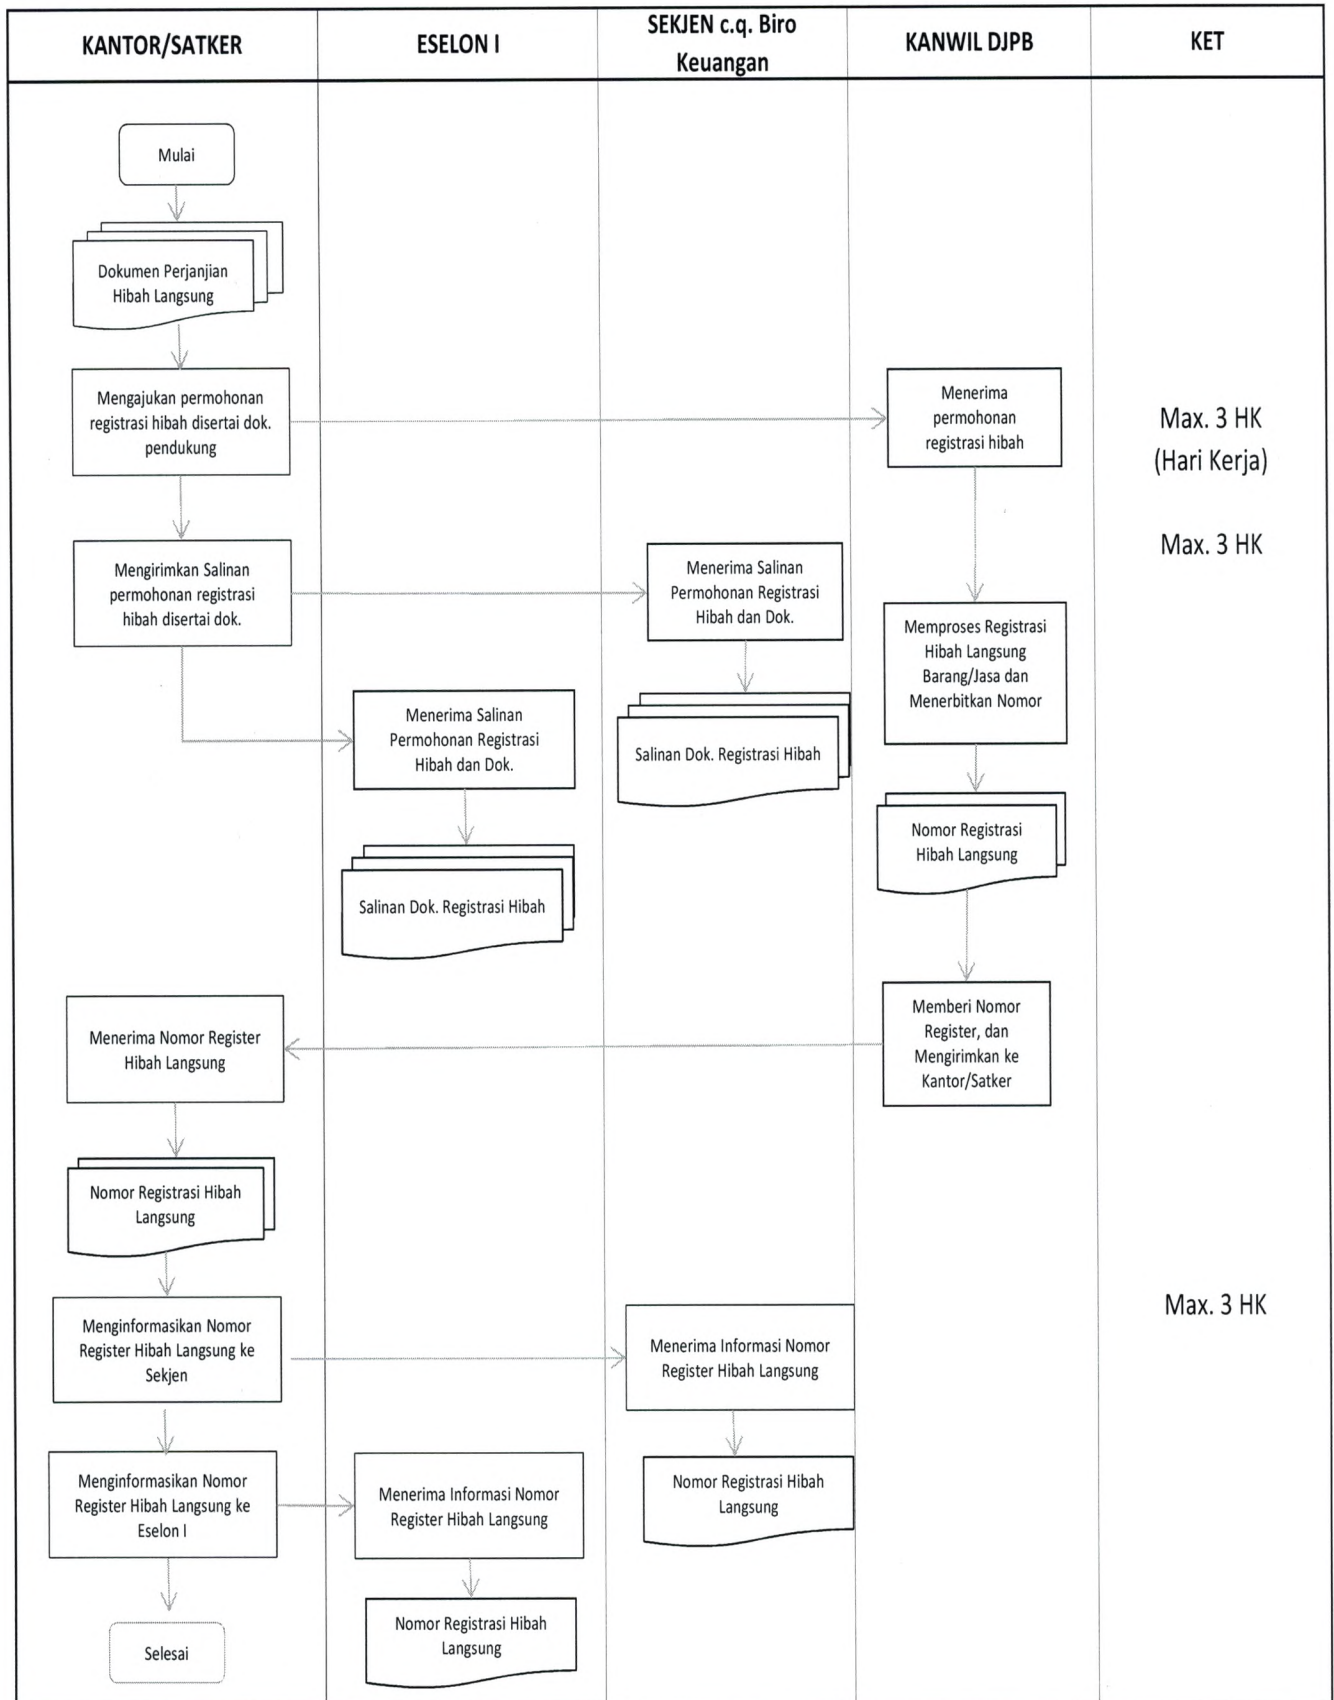 KANTOR/SATKER
ESELON I
SEKJEN c.q. Biro
Keuangan
KANWIL DJPB
KET
Mulai
Dokumen Perjanjian
Hibah Langsung
Mengajukan permohonan
registrasi hibah disertai dok.
pendukung
Menerima
permohonan
registrasi hibah
Max. 3 HK
(Hari Kerja)
Mengirimkan Salinan
permohonan registrasi
hibah disertai dok.
Menerima Salinan
Permohonan Registrasi
Hibah dan Dok.
Max. 3 HK
Memproses Registrasi
Hibah Langsung
Barang/Jasa dan
Menerbitkan Nomor
Menerima Salinan
Permohonan Registrasi
Hibah dan Dok.
Salinan Dok. Registrasi Hibah
Nomor Registrasi
Hibah Langsung
Salinan Dok. Registrasi Hibah
Memberi Nomor
Register, dan
Mengirimkan ke
Kantor/Satker
Menerima Nomor Register
Hibah Langsung
Nomor Registrasi Hibah
Langsung
Menginformasikan Nomor
Register Hibah Langsung ke
Sekjen
Menerima Informasi Nomor
Register Hibah Langsung
Max. 3 HK
Menginformasikan Nomor
Register Hibah Langsung ke
Eselon I
Menerima Informasi Nomor
Register Hibah Langsung
Nomor Registrasi Hibah
Langsung
Selesai
Nomor Registrasi Hibah
Langsung